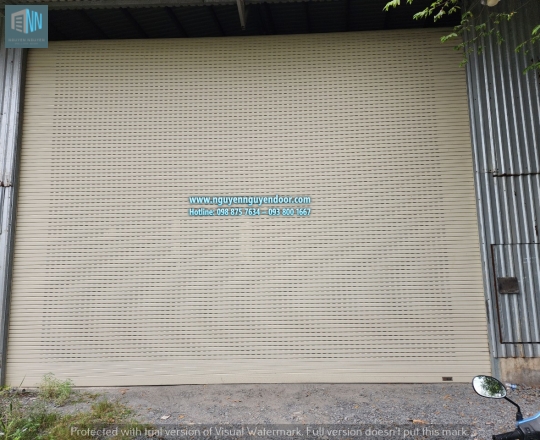 NN
www.nguyennguyendoor.com
Hotline: 098 875 7634 – 093 800 1667
Protected with trial version of Visual Watermark. Full version doesn't put this mark.